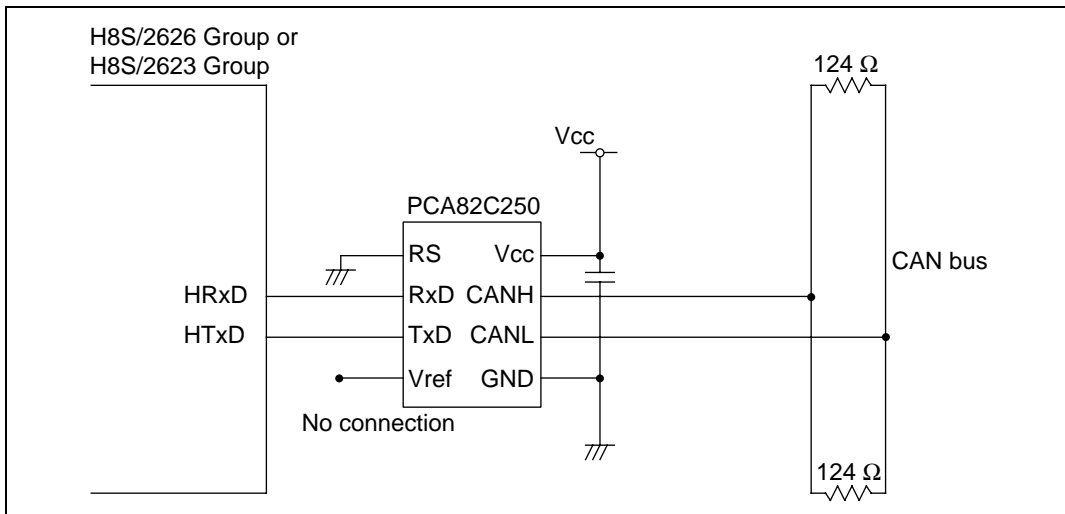 H8S/2626 Group or
H8S/2623 Group
124 Ω
Vcc
PCA82C250
RS Vcc
CAN bus
HRxD RxD CANH
HTxD TxD CANL
Vref GND
No connection
124 Ω